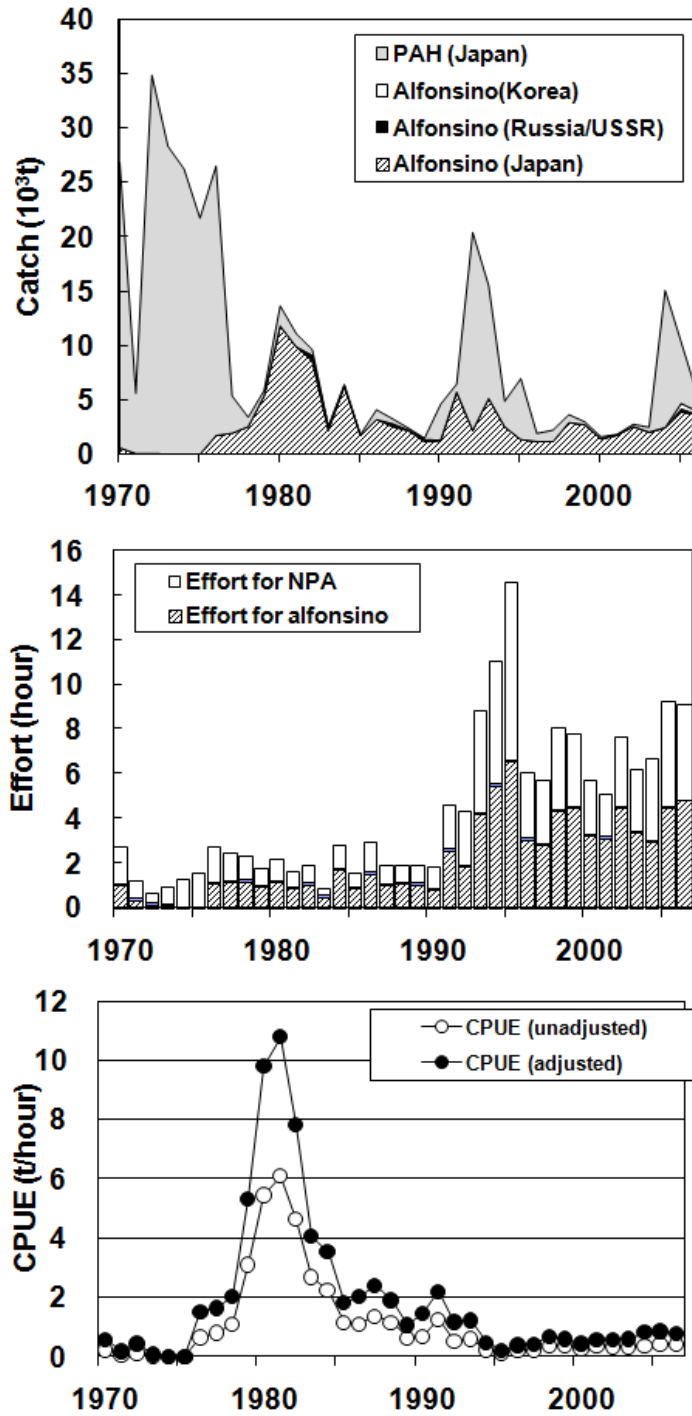 40
35
30
25
20
15
10
5
0
Catch (10³t)
PAH (Japan)
Alfonsino(Korea)
Alfonsino (Russia/USSR)
Alfonsino (Japan)
1970 1980 1990 2000
16
14
12
10
8
6
4
2
0
Effort (hour)
Effort for NPA
Effort for alfonsino
1970 1980 1990 2000
12
10
8
6
4
2
0
CPUE (t/hour)
CPUE (unadjusted)
CPUE (adjusted)
1970 1980 1990 2000